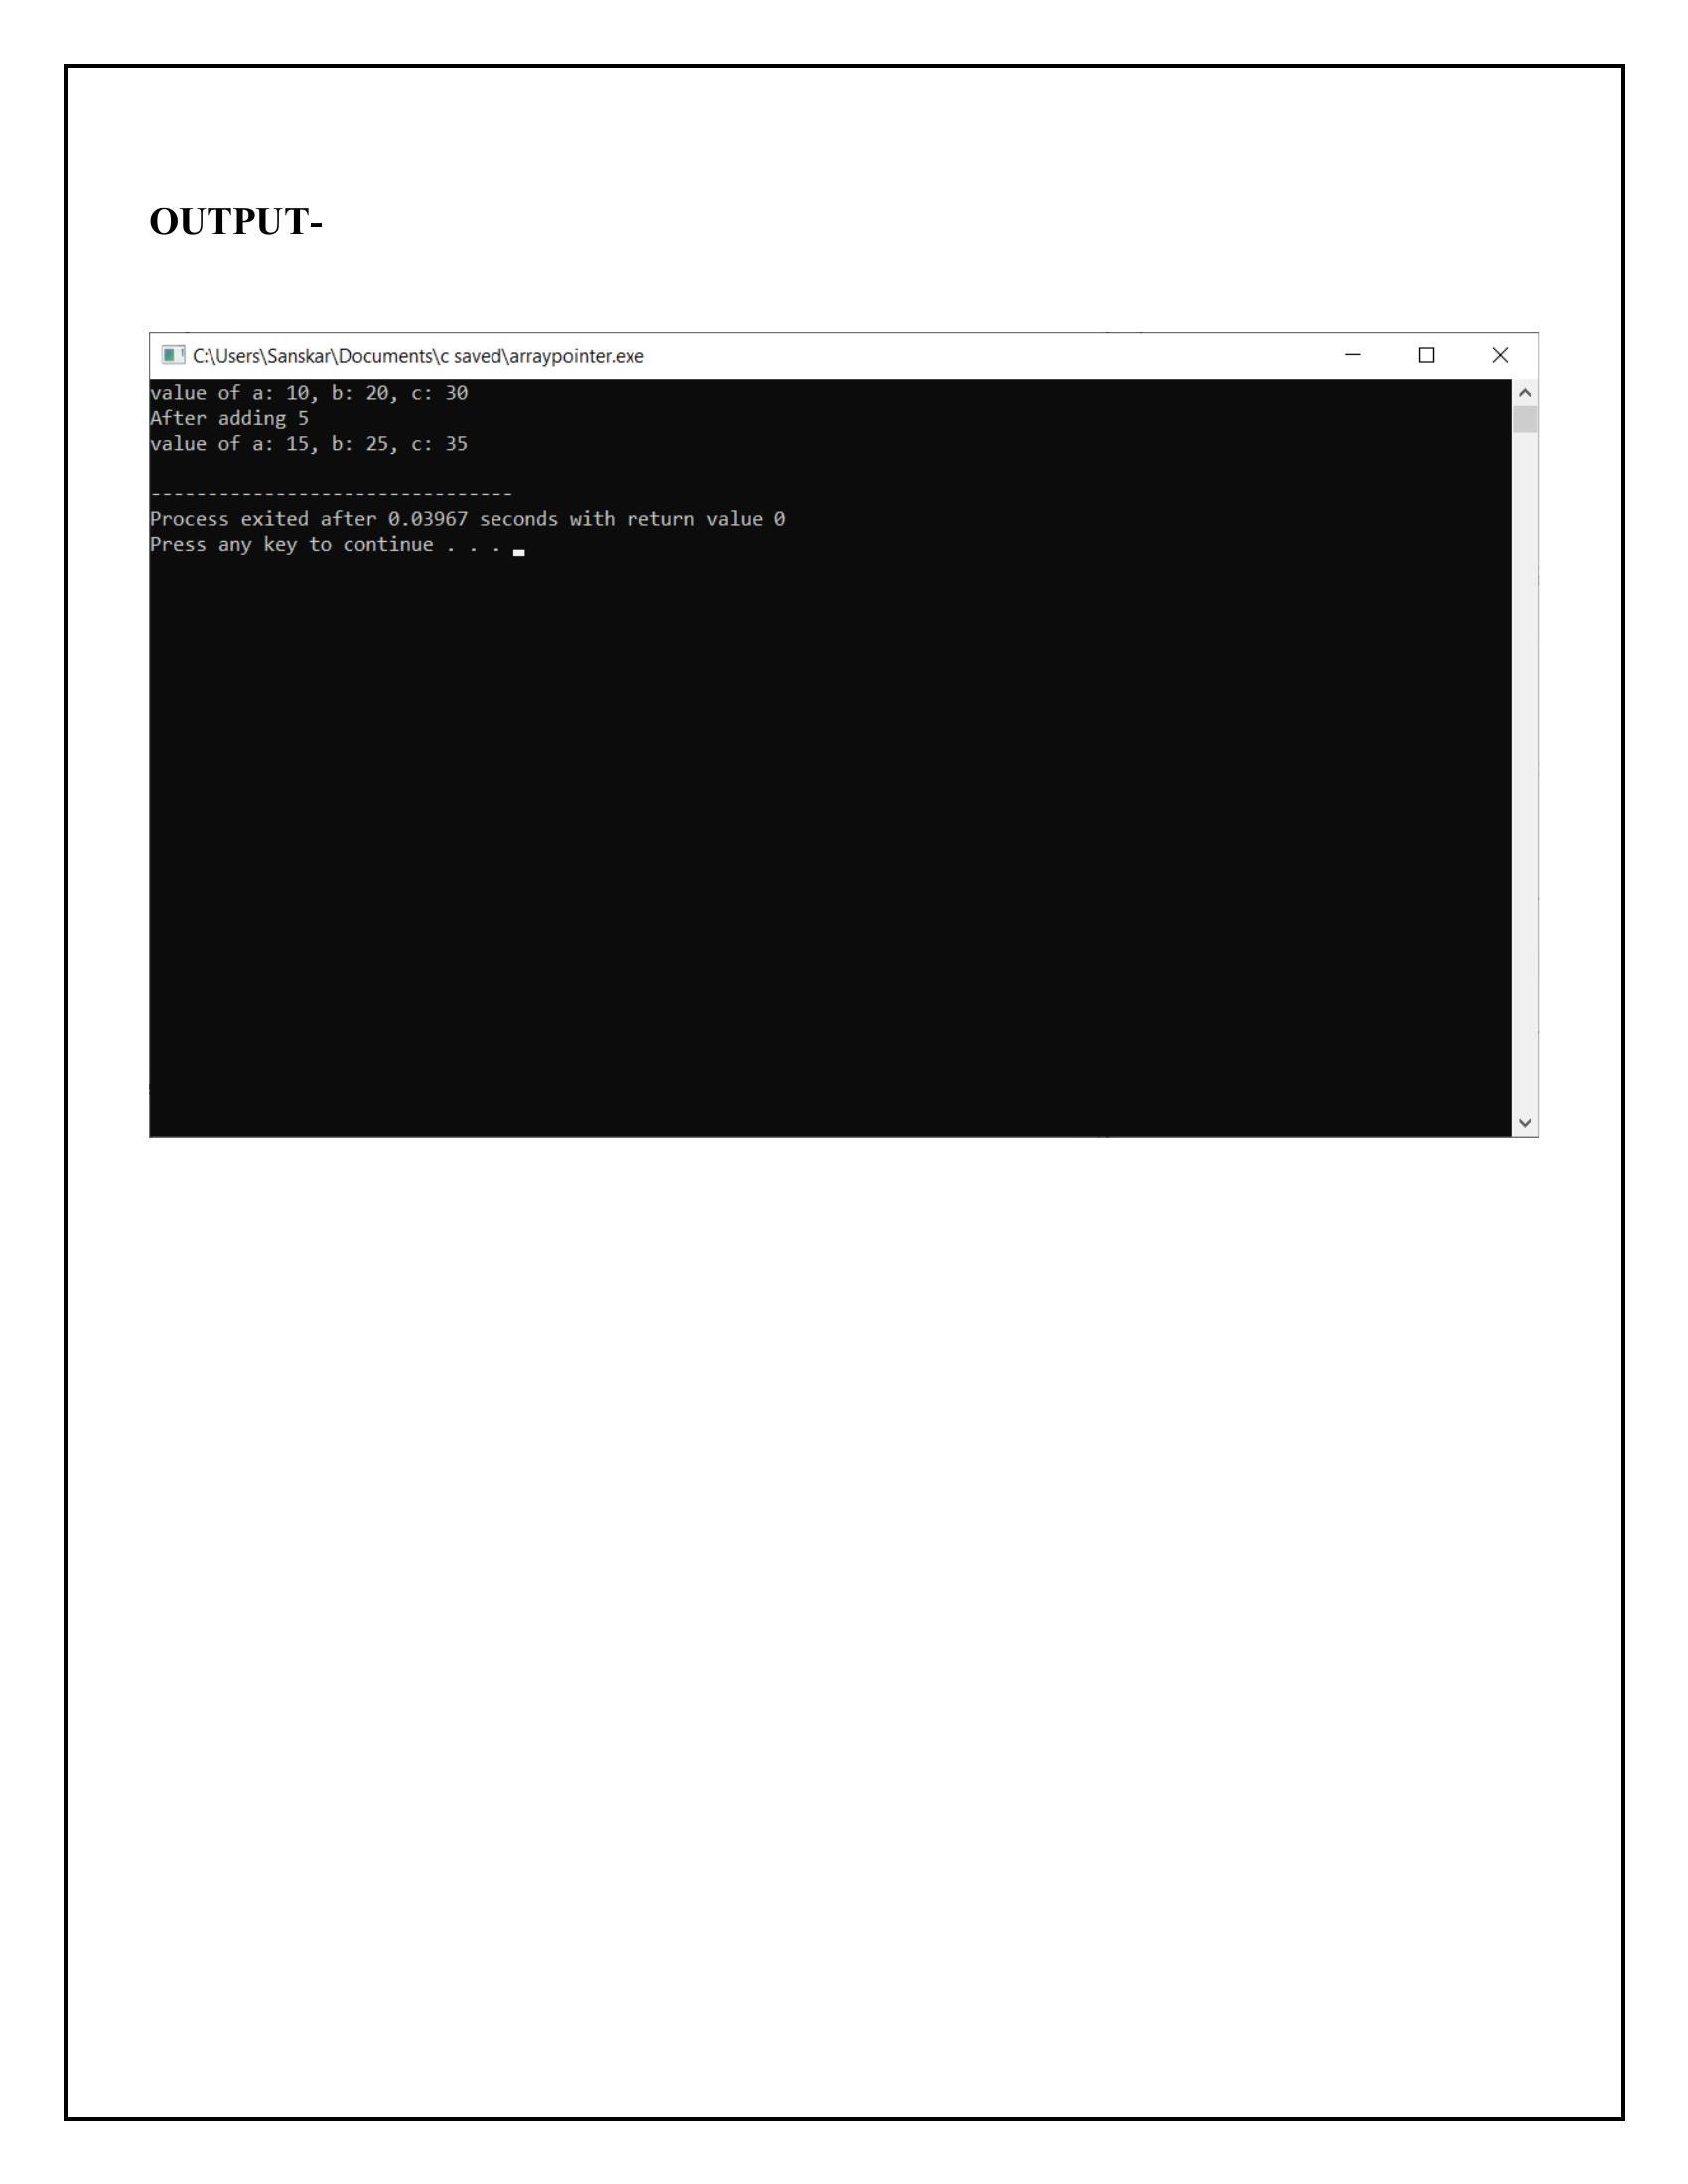 OUTPUT-
C:\Users\Sanskar\Documents\c saved\arraypointer.exe
value of a: 10, b: 20, c: 30
After adding 5
value of a: 15, b: 25, c: 35
--------------------------------
Process exited after 0.03967 seconds with return value 0
Press any key to continue . . .